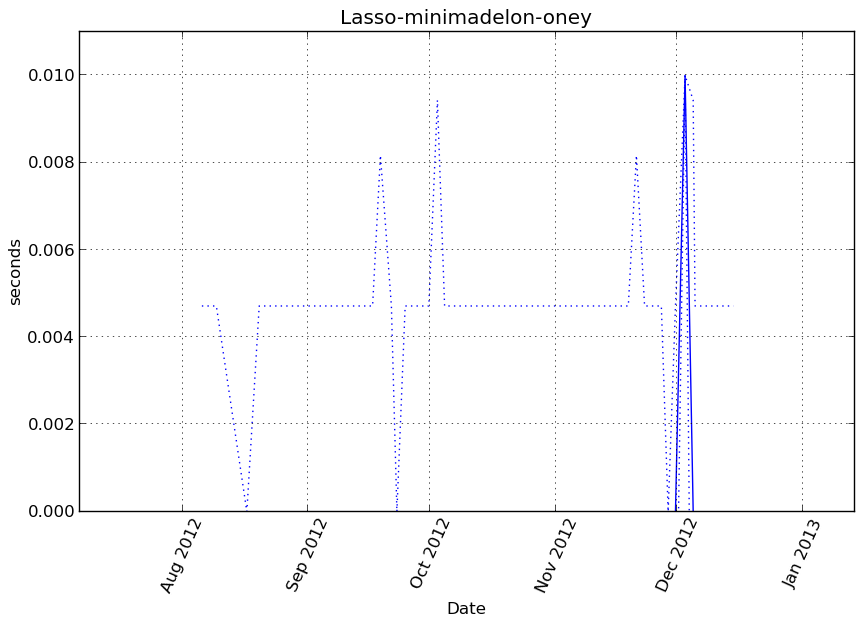 Lasso-minimadelon-oney
0.010
0.008
0.006
0.004
0.002
0.000
seconds
Aug 2012
Sep 2012
Oct 2012
Nov 2012
Dec 2012
Jan 2013
Date